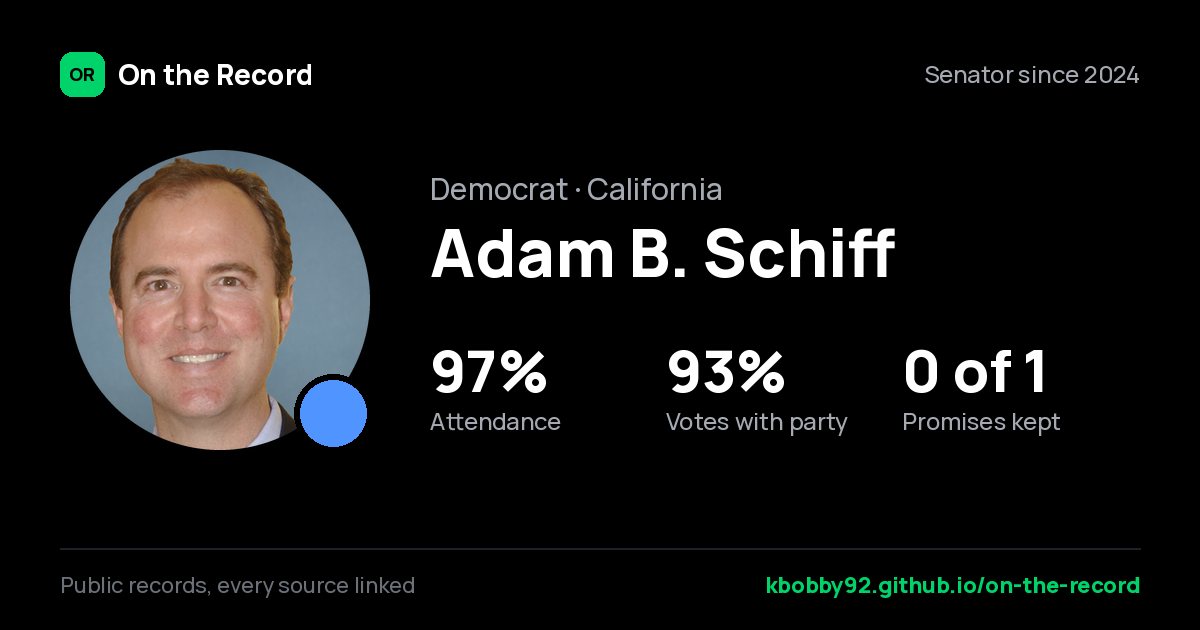 OR On the Record
Senator since 2024
Democrat · California
Adam B. Schiff
97% 93% 0 of 1
Attendance Votes with party Promises kept
Public records, every source linked
kbobby92.github.io/on-the-record